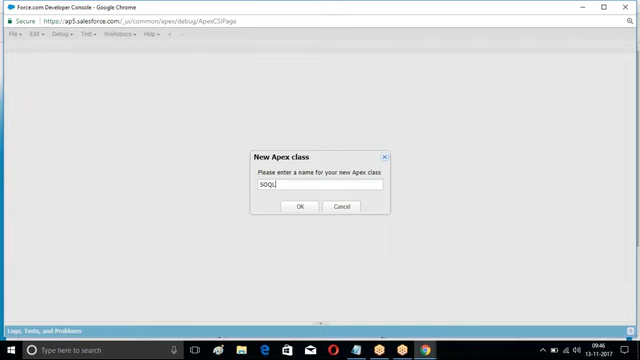 Force.com Developer Console - Google Chrome
Secure https://ap5.salesforce.com/_ui/common/apex/debug/ApexCSIPage
File Edit Debug Test Workspace Help < >
New Apex class
Please enter a name for your new Apex class
SOQL
OK Cancel
Logs, Tests, and Problems
Type here to search
09:46
13-11-2017